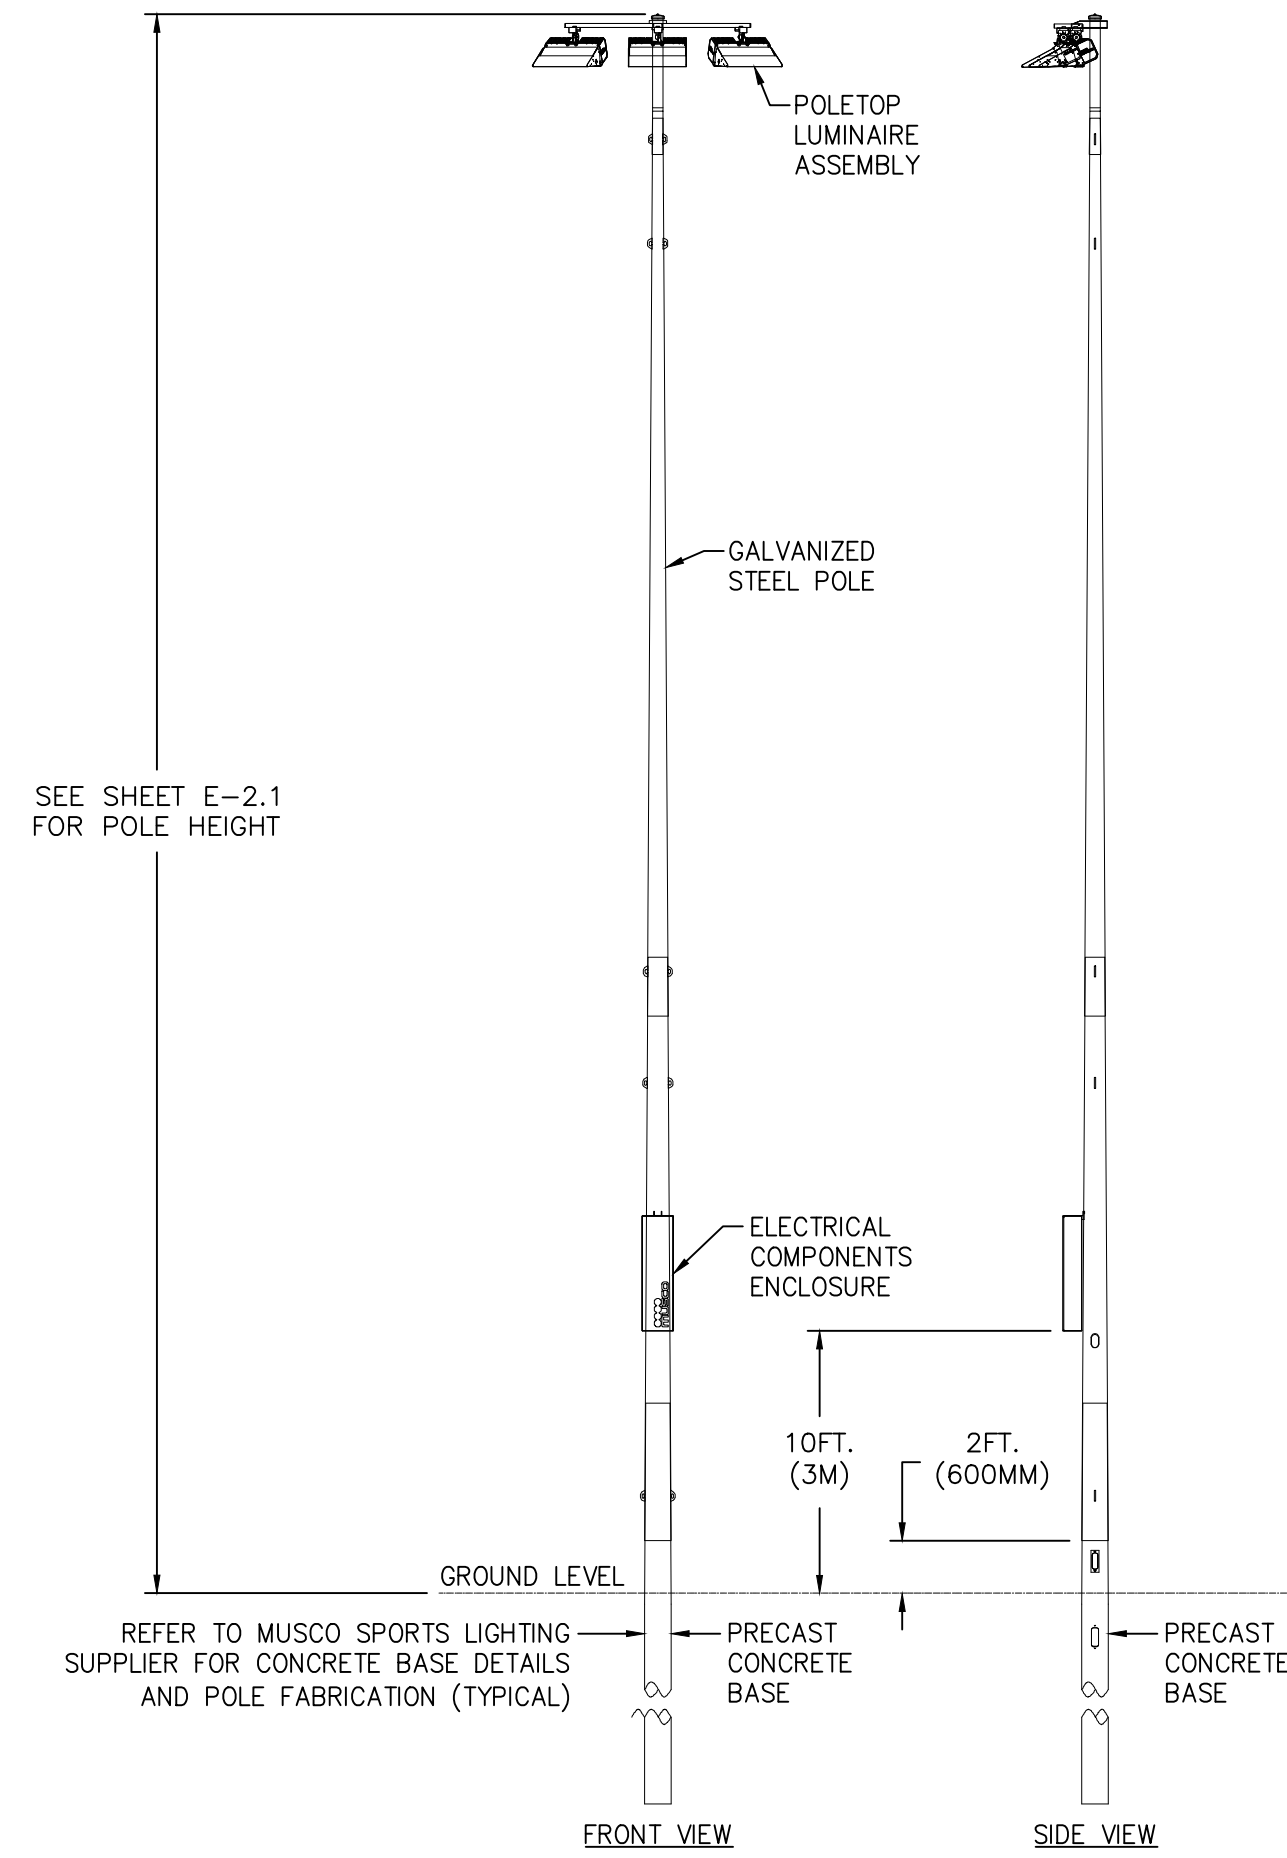 POLETOP
LUMINAIRE
ASSEMBLY
GALVANIZED
STEEL POLE
SEE SHEET E-2.1
FOR POLE HEIGHT
ELECTRICAL
COMPONENTS
ENCLOSURE
musco
10FT.
(3M)
2FT.
(600MM)
GROUND LEVEL
REFER TO MUSCO SPORTS LIGHTING
SUPPLIER FOR CONCRETE BASE DETAILS
AND POLE FABRICATION (TYPICAL)
PRECAST
CONCRETE
BASE
PRECAST
CONCRETE
BASE
FRONT VIEW
SIDE VIEW